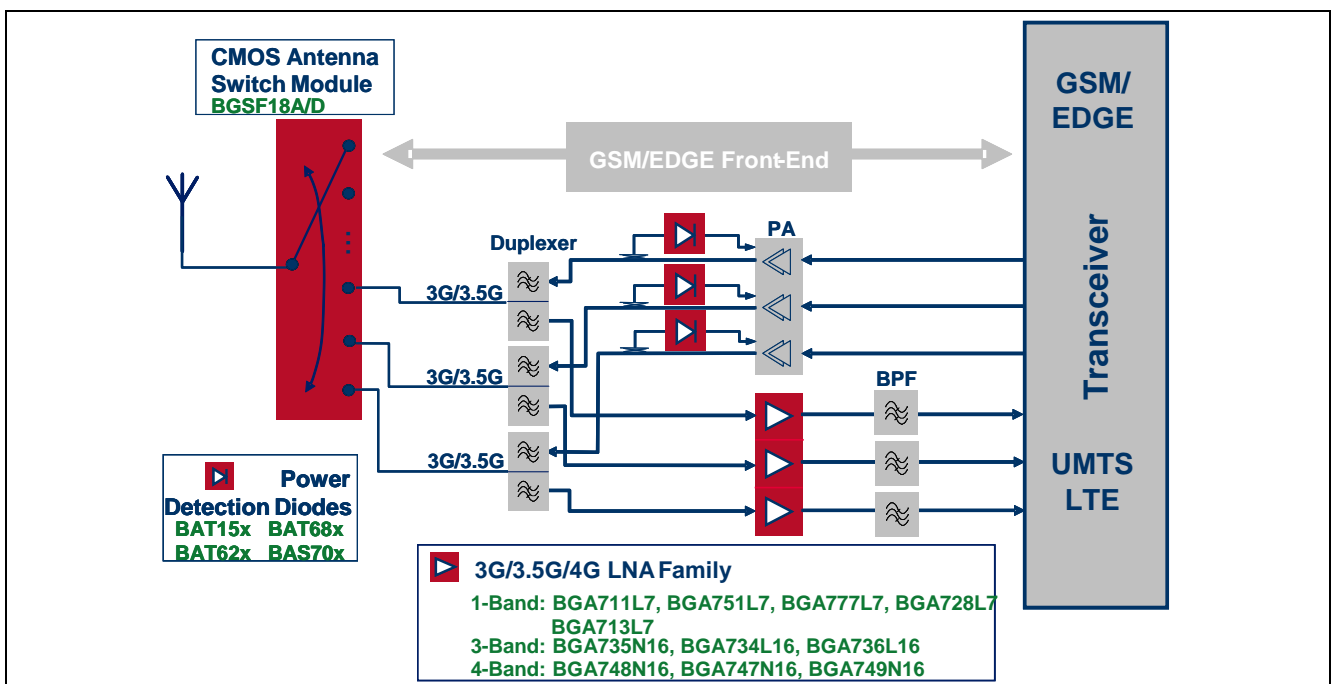 CMOS Antenna
Switch Module
BGSF18A/D
GSM/EDGE Front-End
GSM/
EDGE
Transceiver
UMTS
LTE
Duplexer
PA
3G/3.5G
3G/3.5G
3G/3.5G
BPF
Power
Detection Diodes
BAT15x BAT68x
BAT62x BAS70x
3G/3.5G/4G LNA Family
1-Band: BGA711L7, BGA751L7, BGA777L7, BGA728L7
BGA713L7
3-Band: BGA735N16, BGA734L16, BGA736L16
4-Band: BGA748N16, BGA747N16, BGA749N16